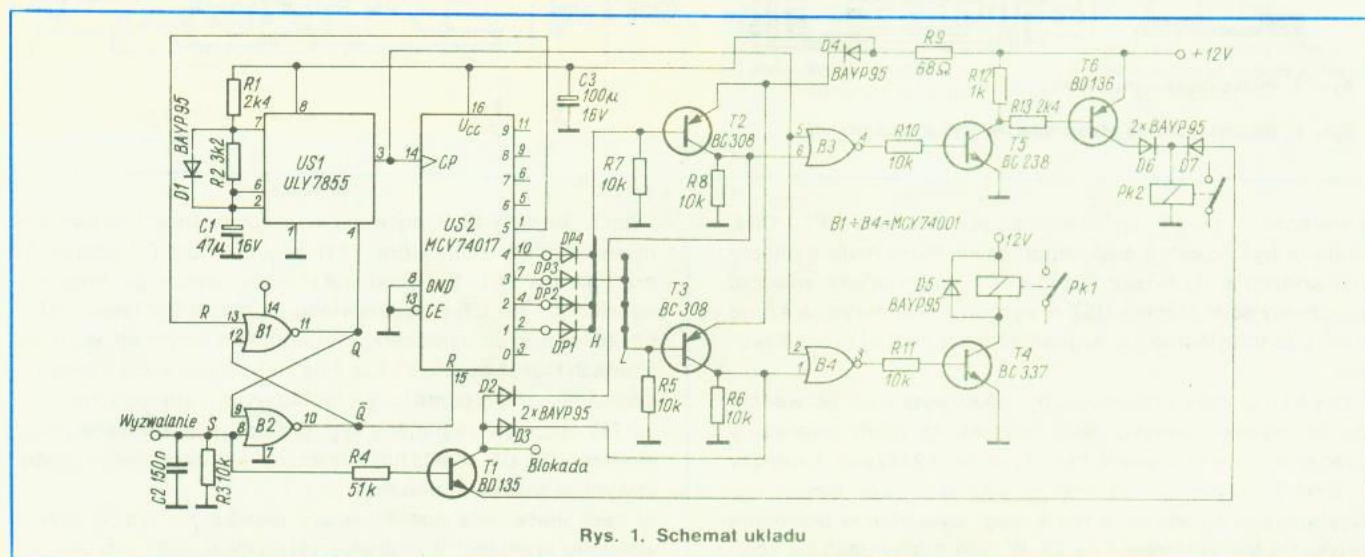 R1
2k4
BAYP95
D1
R2 3k2
C1
47μ
16V
7
8
6
2
1
4
3
US1
ULY7855
14
16
UCC
CP
US2
MCY74017
8
GND
13
CE
R
15
9
11
8
9
7
6
6
5
5
1
4
10
3
7
2
4
1
2
0
3
C3
100μ
16V
DP4
DP3
DP2
DP1
H
L
R7
10k
R5
10k
T2
BC308
R8
10k
T3
BC308
R6
10k
D4
BAYP95
R9
68Ω
+12V
5
6
B3
4
R10
10k
R12
1k
R13 2k4
T5
BC238
T6
BD136
2×BAYP95
D6
D7
Pk2
B1÷B4=MCY74001
12V
D5
BAYP95
Pk1
2
1
B4
3
R11
10k
T4
BC337
R
13
12
14
B1
11
Q
9
8
B2
10
7
Q̄
Wyzwalanie
S
C2 150n
R3 10k
R4
51k
T1
BD135
D2
2×BAYP95
D3
Blokada
Rys. 1. Schemat układu